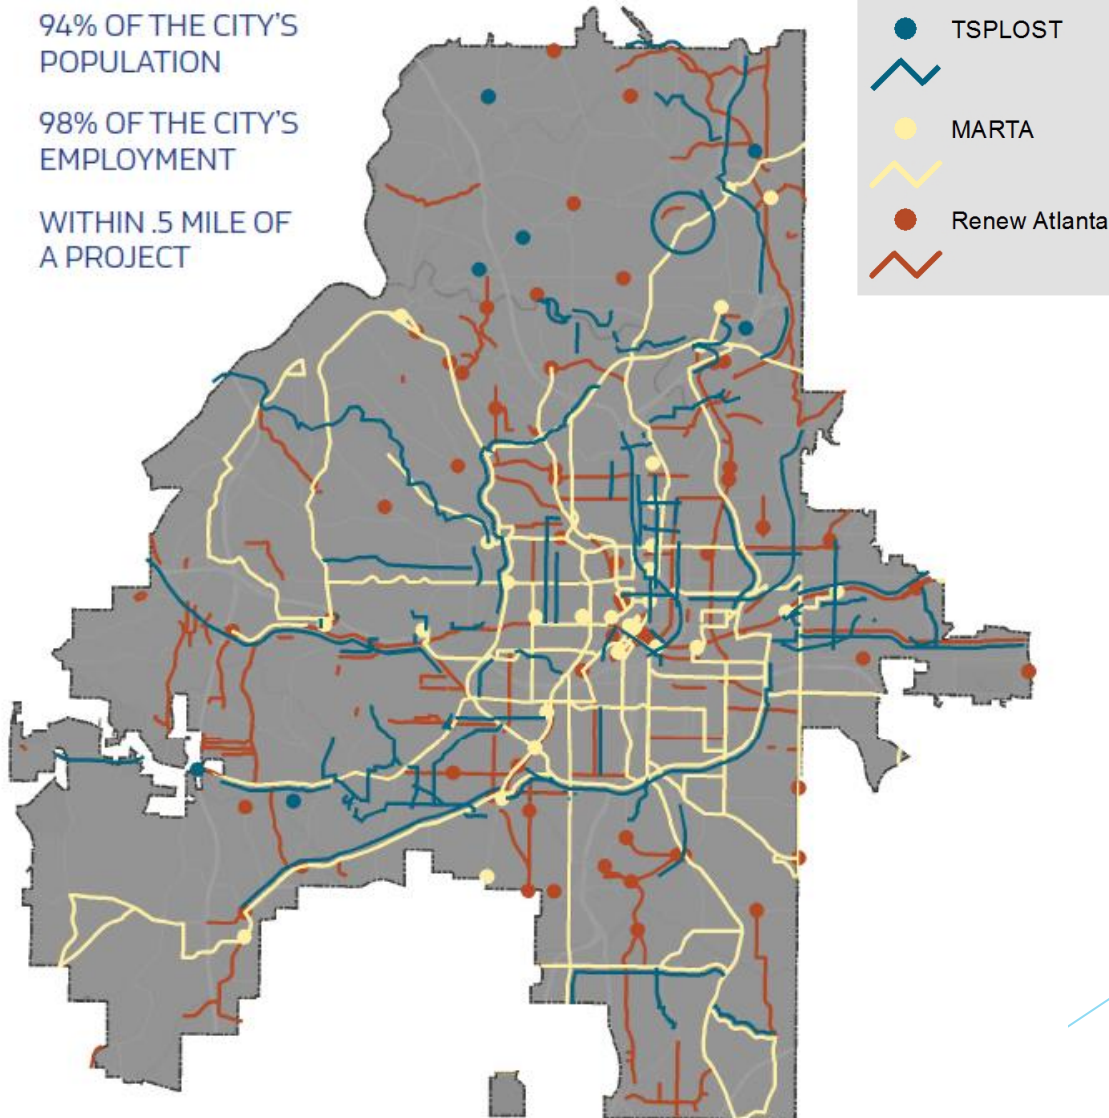 94% OF THE CITY'S
POPULATION
98% OF THE CITY'S
EMPLOYMENT
WITHIN .5 MILE OF
A PROJECT
TSPLOST
MARTA
Renew Atlanta